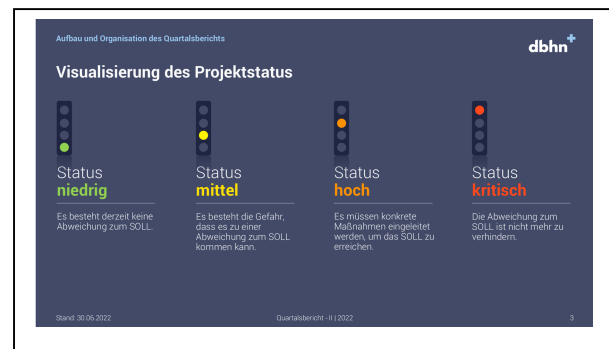 Aufbau und Organisation des Quartalsberichts
dbhn+
Visualisierung des Projektstatus
Status
niedrig
Es besteht derzeit keine
Abweichung zum SOLL.
Status
mittel
Es besteht die Gefahr,
dass es zu einer
Abweichung zum SOLL
kommen kann.
Status
hoch
Es müssen konkrete
Maßnahmen eingeleitet
werden, um das SOLL zu
erreichen.
Status
kritisch
Die Abweichung zum
SOLL ist nicht mehr zu
verhindern.
Stand: 30.06.2022
Quartalsbericht - II | 2022
3